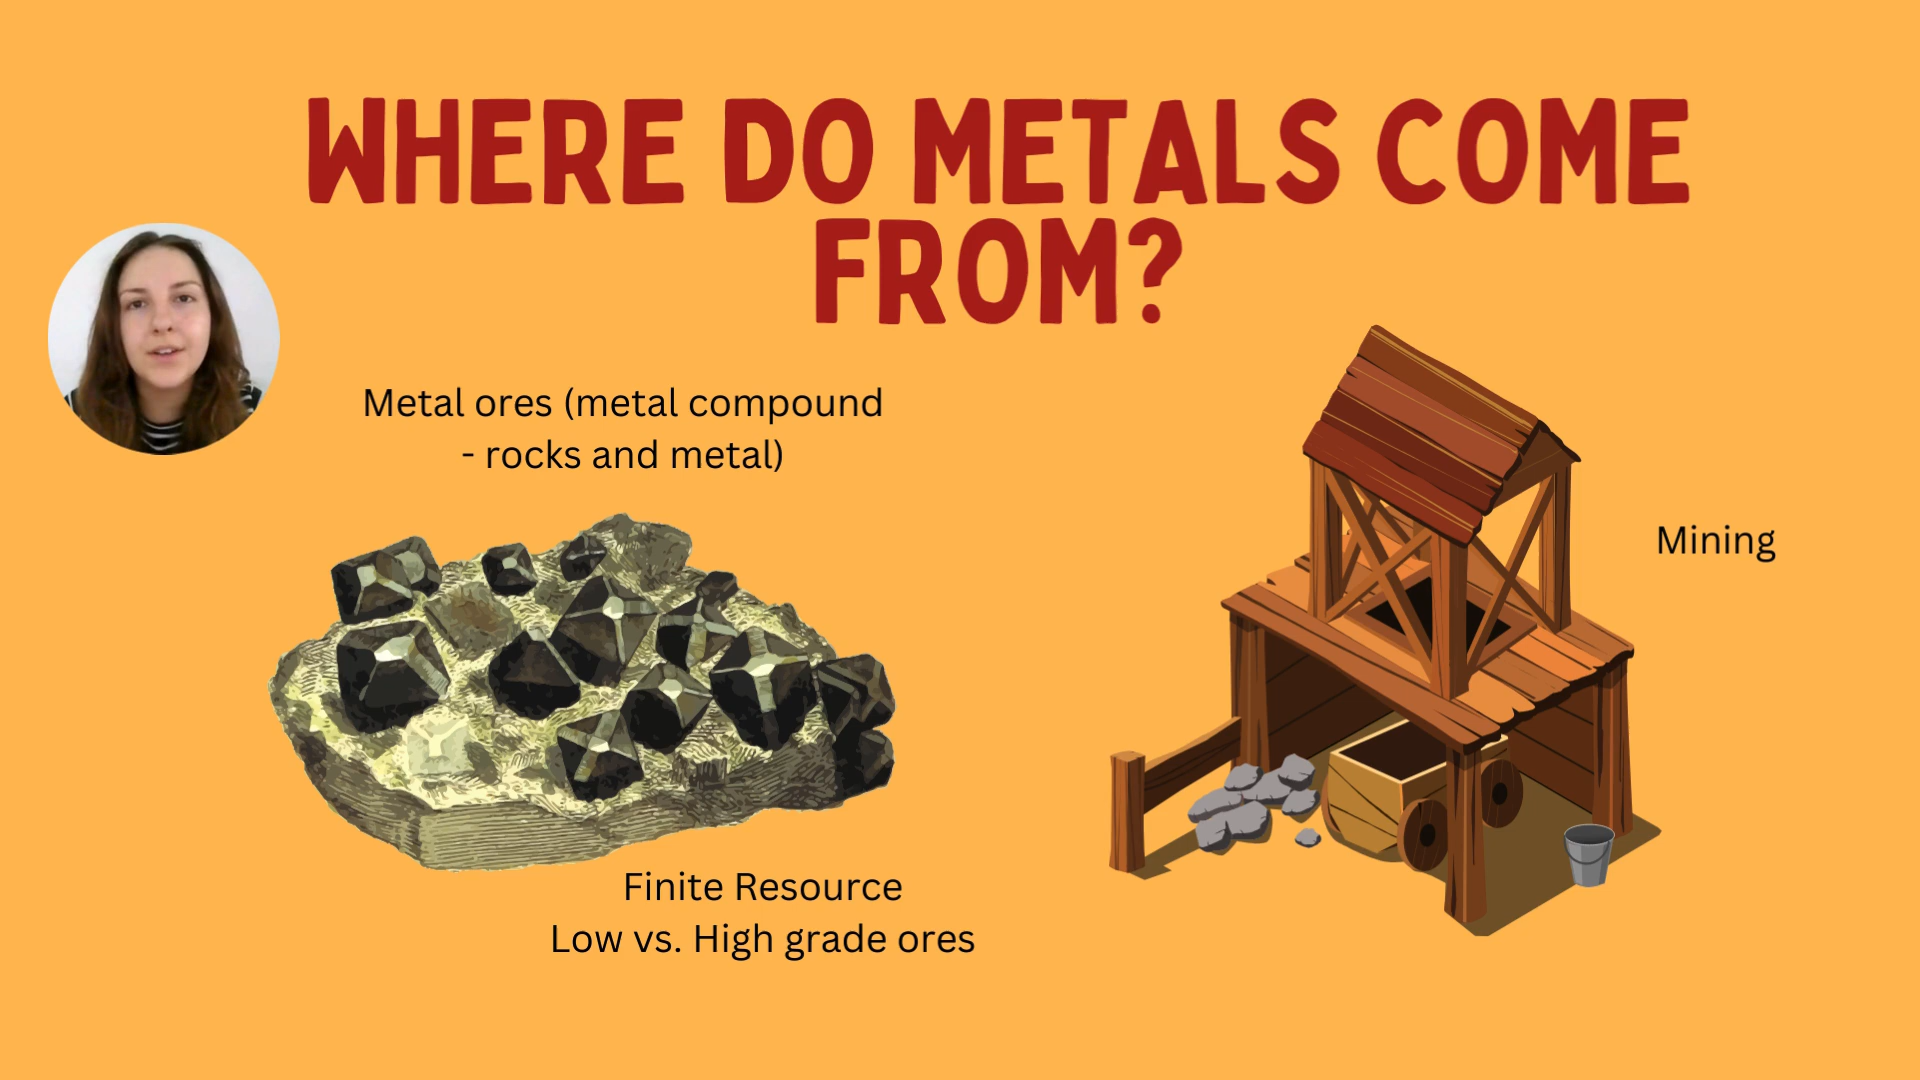 WHERE DO METALS COME
FROM?
Metal ores (metal compound
- rocks and metal)
Mining
Finite Resource
Low vs. High grade ores